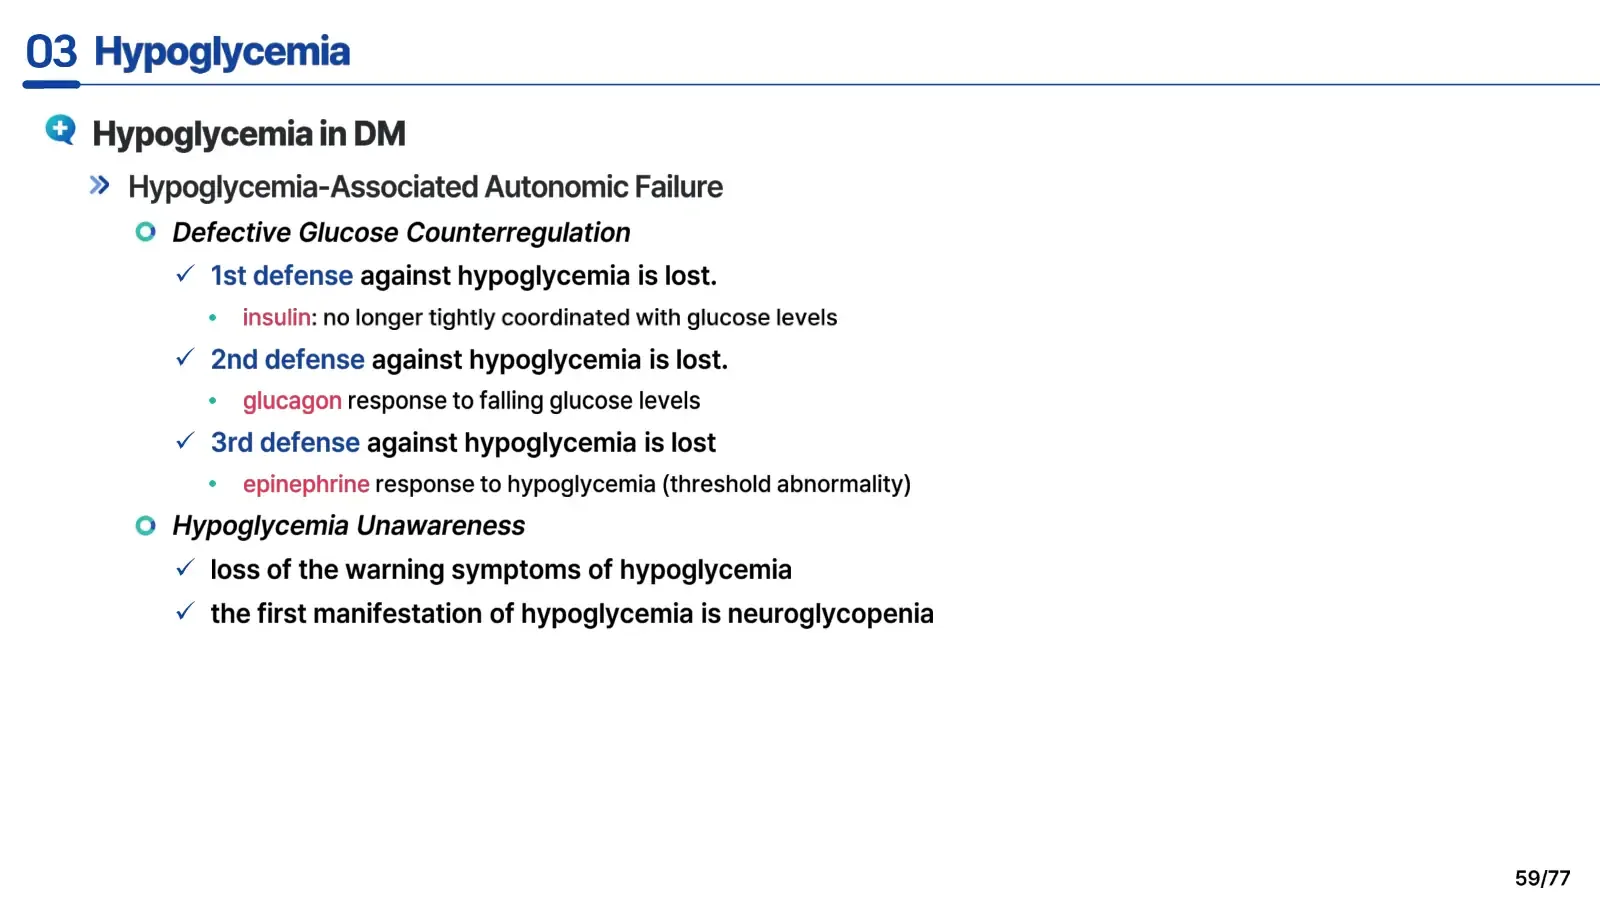 03 Hypoglycemia
Hypoglycemia in DM
Hypoglycemia-Associated Autonomic Failure
Defective Glucose Counterregulation
✓ 1st defense against hypoglycemia is lost.
• insulin: no longer tightly coordinated with glucose levels
✓ 2nd defense against hypoglycemia is lost.
• glucagon response to falling glucose levels
✓ 3rd defense against hypoglycemia is lost
• epinephrine response to hypoglycemia (threshold abnormality)
Hypoglycemia Unawareness
✓ loss of the warning symptoms of hypoglycemia
✓ the first manifestation of hypoglycemia is neuroglycopenia
59/77